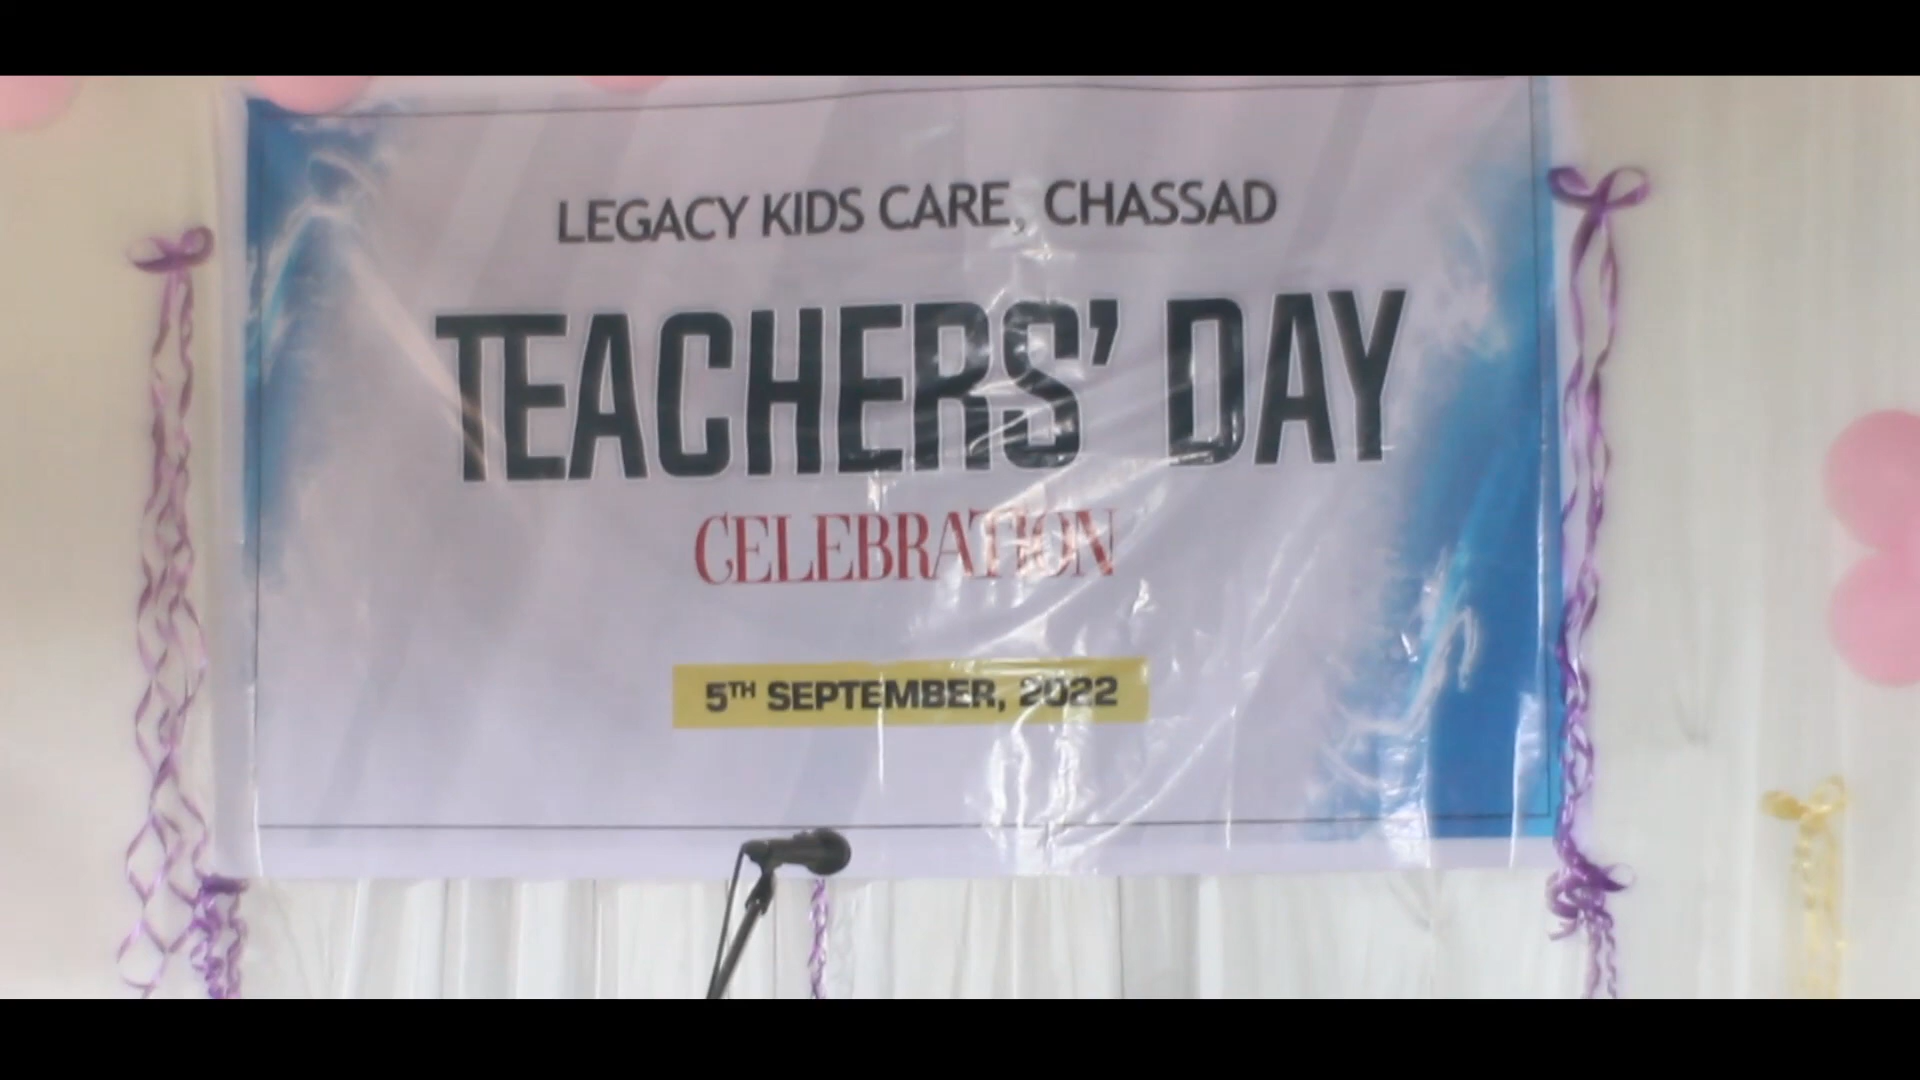 LEGACY KIDS CARE, CHASSAD
TEACHERS' DAY
CELEBRATION
5TH SEPTEMBER, 2022